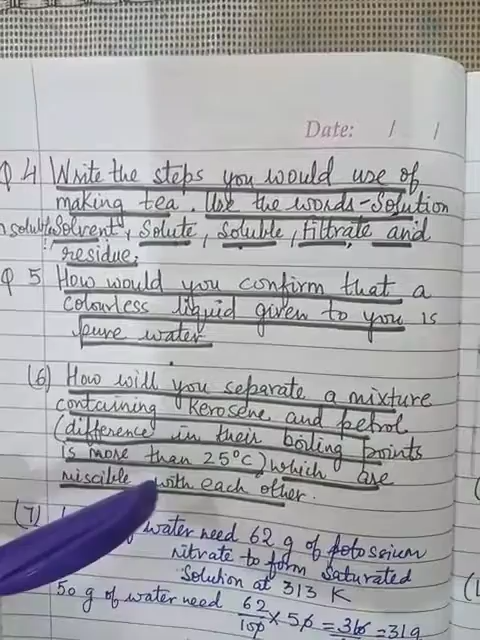 Date: / /
Q 4 Write the steps you would use of
making tea. Use the words-Solution
Solvent, Solute, Soluble, filtrate and
residue.
Q 5 How would you confirm that a
colourless liquid given to you is
pure water
(6) How will you separate a mixture
containing Kerosene and petrol
(difference in their boiling points
is more than 25°C) which are
miscible with each other.
(7)
water need 62 g of potassium
nitrate to form saturated
Solution at 313 K
50 g of water need 62/100 × 50 = 310 = 31g